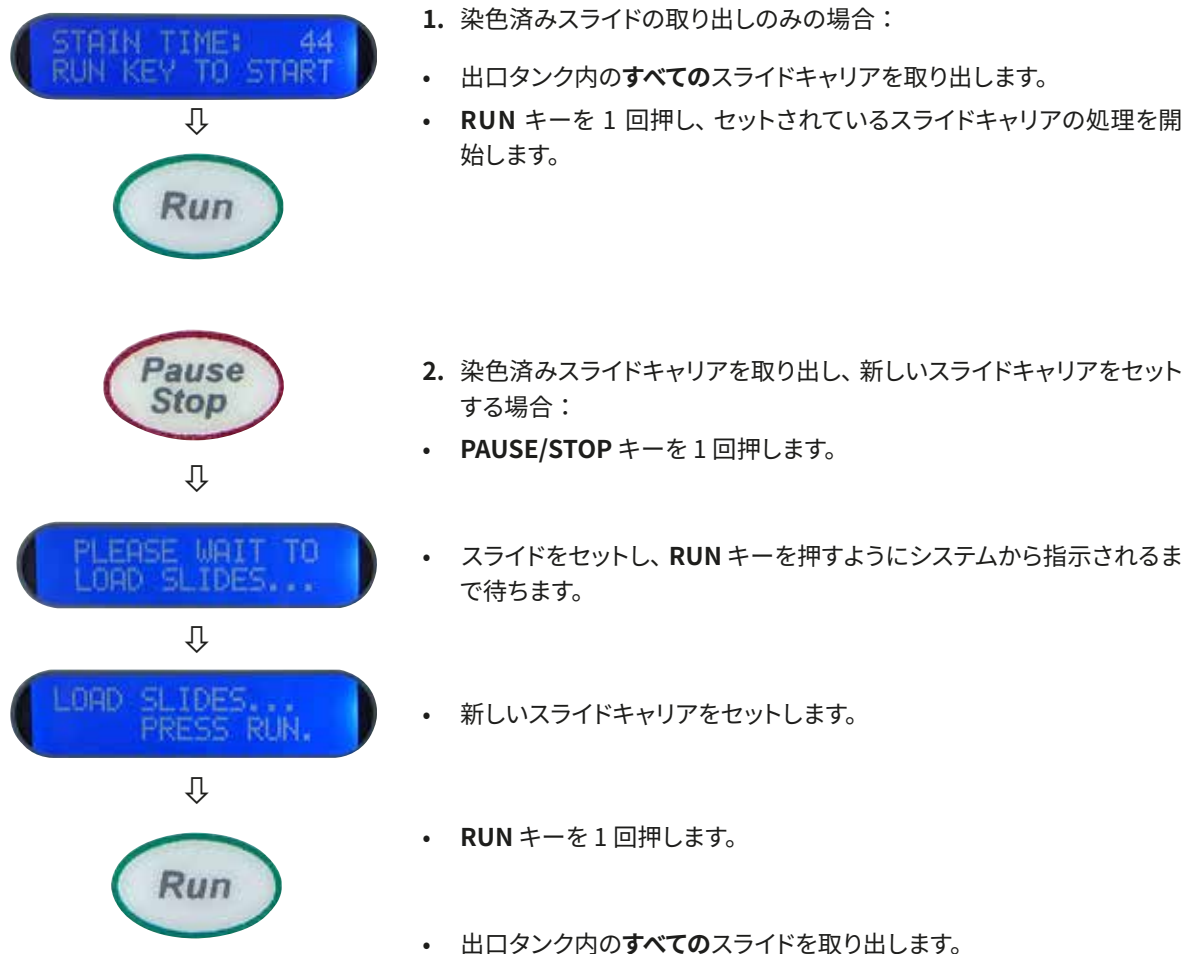 STAIN TIME: 44
RUN KEY TO START
Run
1. 染色済みスライドの取り出しのみの場合：
• 出口タンク内のすべてのスライドキャリアを取り出します。
• RUN キーを 1 回押し、セットされているスライドキャリアの処理を開
始します。
Pause
Stop
2. 染色済みスライドキャリアを取り出し、新しいスライドキャリアをセット
する場合：
• PAUSE/STOP キーを 1 回押します。
PLEASE WAIT TO
LOAD SLIDES...
• スライドをセットし、RUN キーを押すようにシステムから指示されるま
で待ちます。
LOAD SLIDES...
PRESS RUN.
• 新しいスライドキャリアをセットします。
Run
• RUN キーを 1 回押します。
• 出口タンク内のすべてのスライドを取り出します。